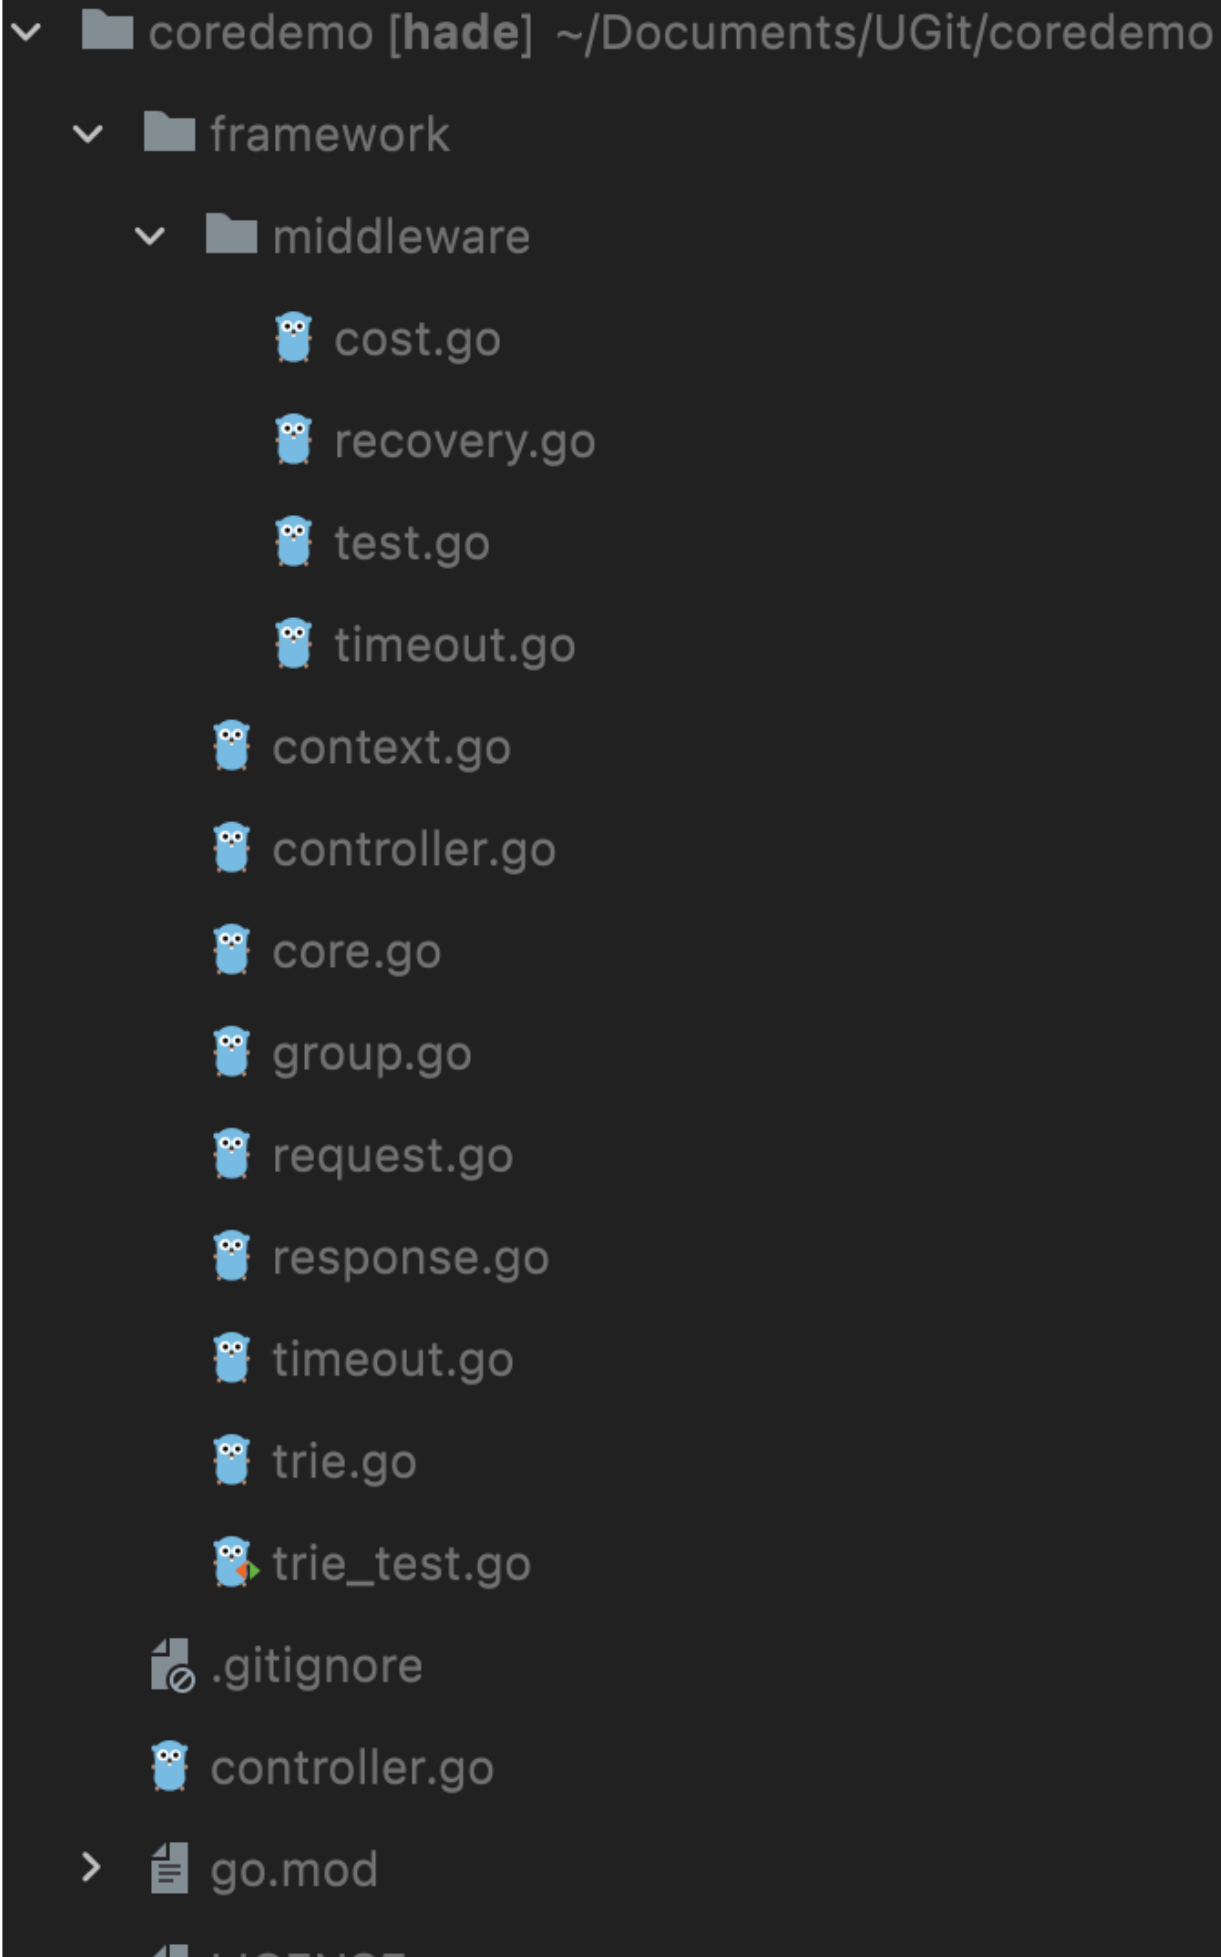 coredemo [hade] ~/Documents/UGit/coredemo
framework
middleware
cost.go
recovery.go
test.go
timeout.go
context.go
controller.go
core.go
group.go
request.go
response.go
timeout.go
trie.go
trie_test.go
.gitignore
controller.go
go.mod